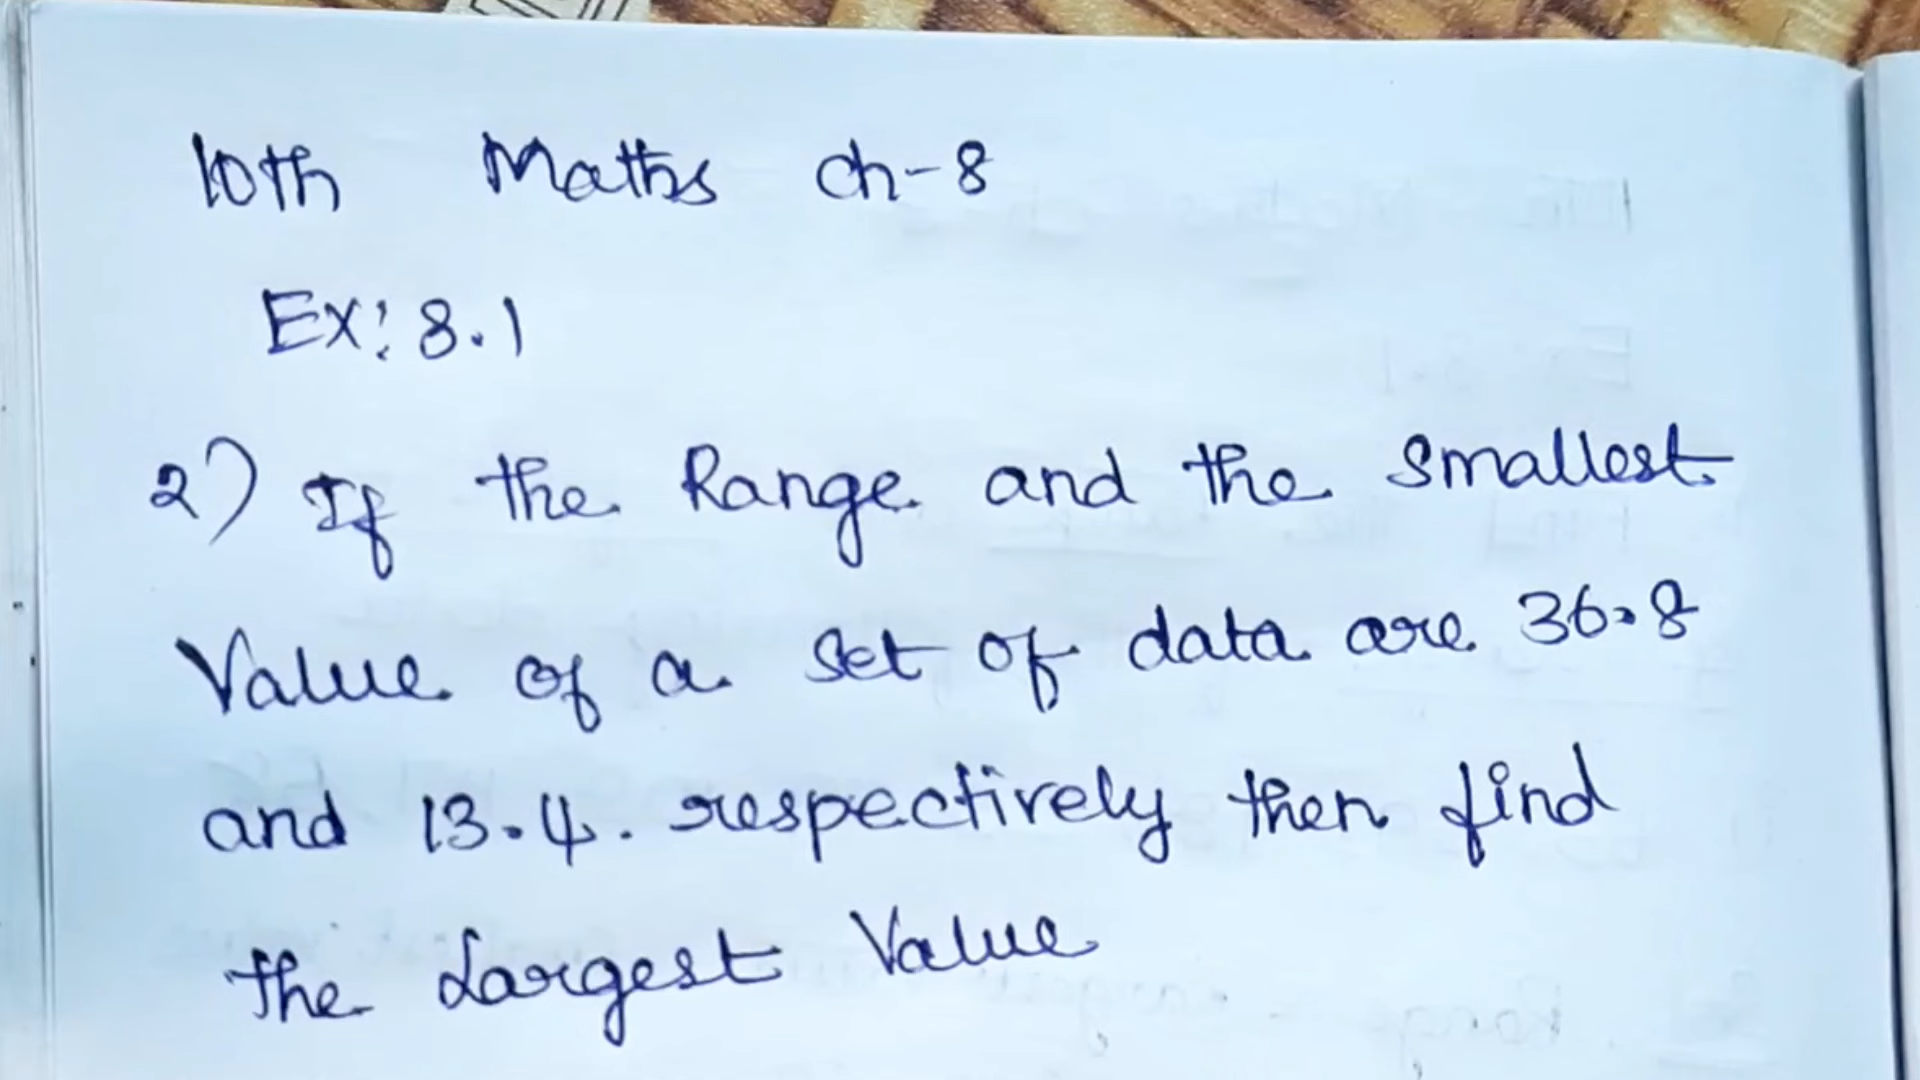 10th Maths ch-8
Ex: 8.1
2) If the Range and the smallest
Value of a set of data are 36.8
and 13.4. respectively then find
the Largest Value